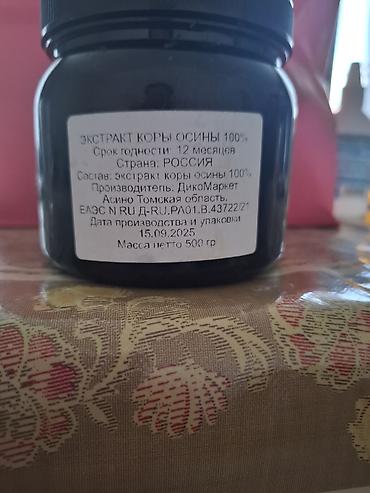 ЭКСТРАКТ КОРЫ ОСИНЫ 100%
Срок годности: 12 месяцев
Страна: РОССИЯ
Состав: экстракт коры осины 100%
Производитель: ДикоМаркет
Асино Томская область.
ЕАЭС N RU Д-RU.РА01.В.43722/21
Дата производства и упаковки
15.09.2025
Масса нетто 500 гр